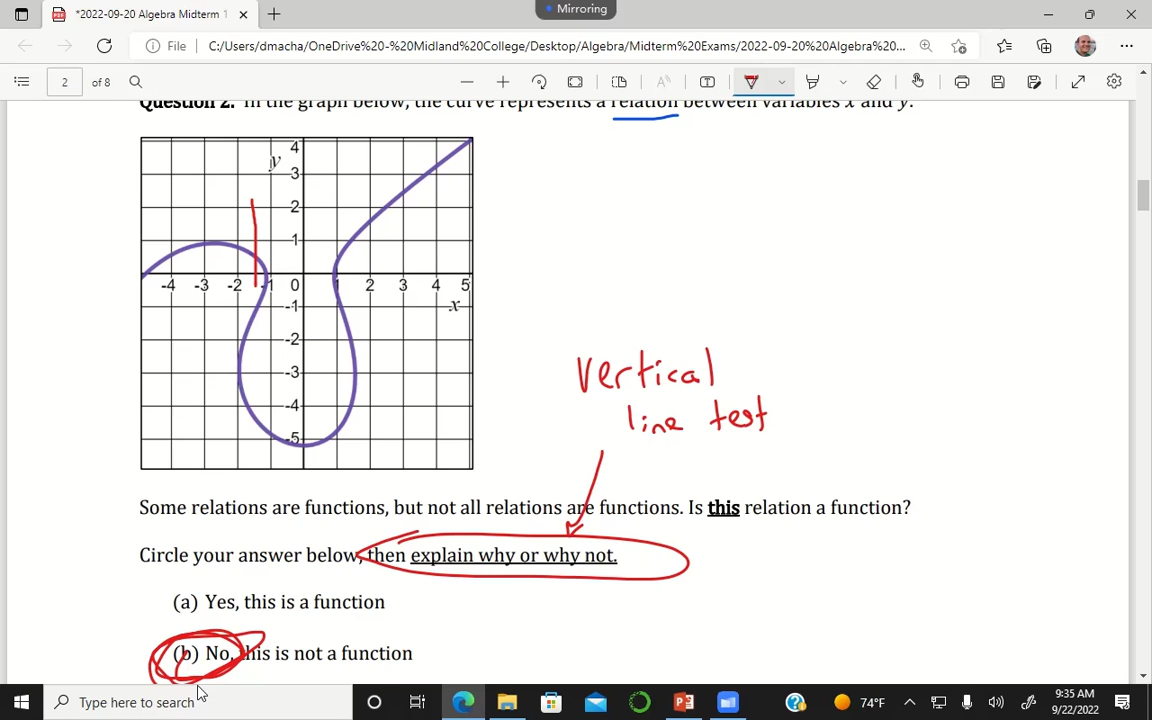 Mirroring
*2022-09-20 Algebra Midterm
File C:/Users/dmacha/OneDrive%20-%20Midland%20College/Desktop/Algebra/Midterm%20Exams/2022-09-20%20Algebra%20...
2 of 8
Question 2. In the graph below, the curve represents a relation between variables x and y.
4
y
3
2
1
-4 -3 -2 -1 0 1 2 3 4 5
x
-1
-2
-3
-4
-5
vertical
line test
Some relations are functions, but not all relations are functions. Is this relation a function?
Circle your answer below, then explain why or why not.
(a) Yes, this is a function
(b) No, this is not a function
Type here to search
74°F
9:35 AM
9/22/2022